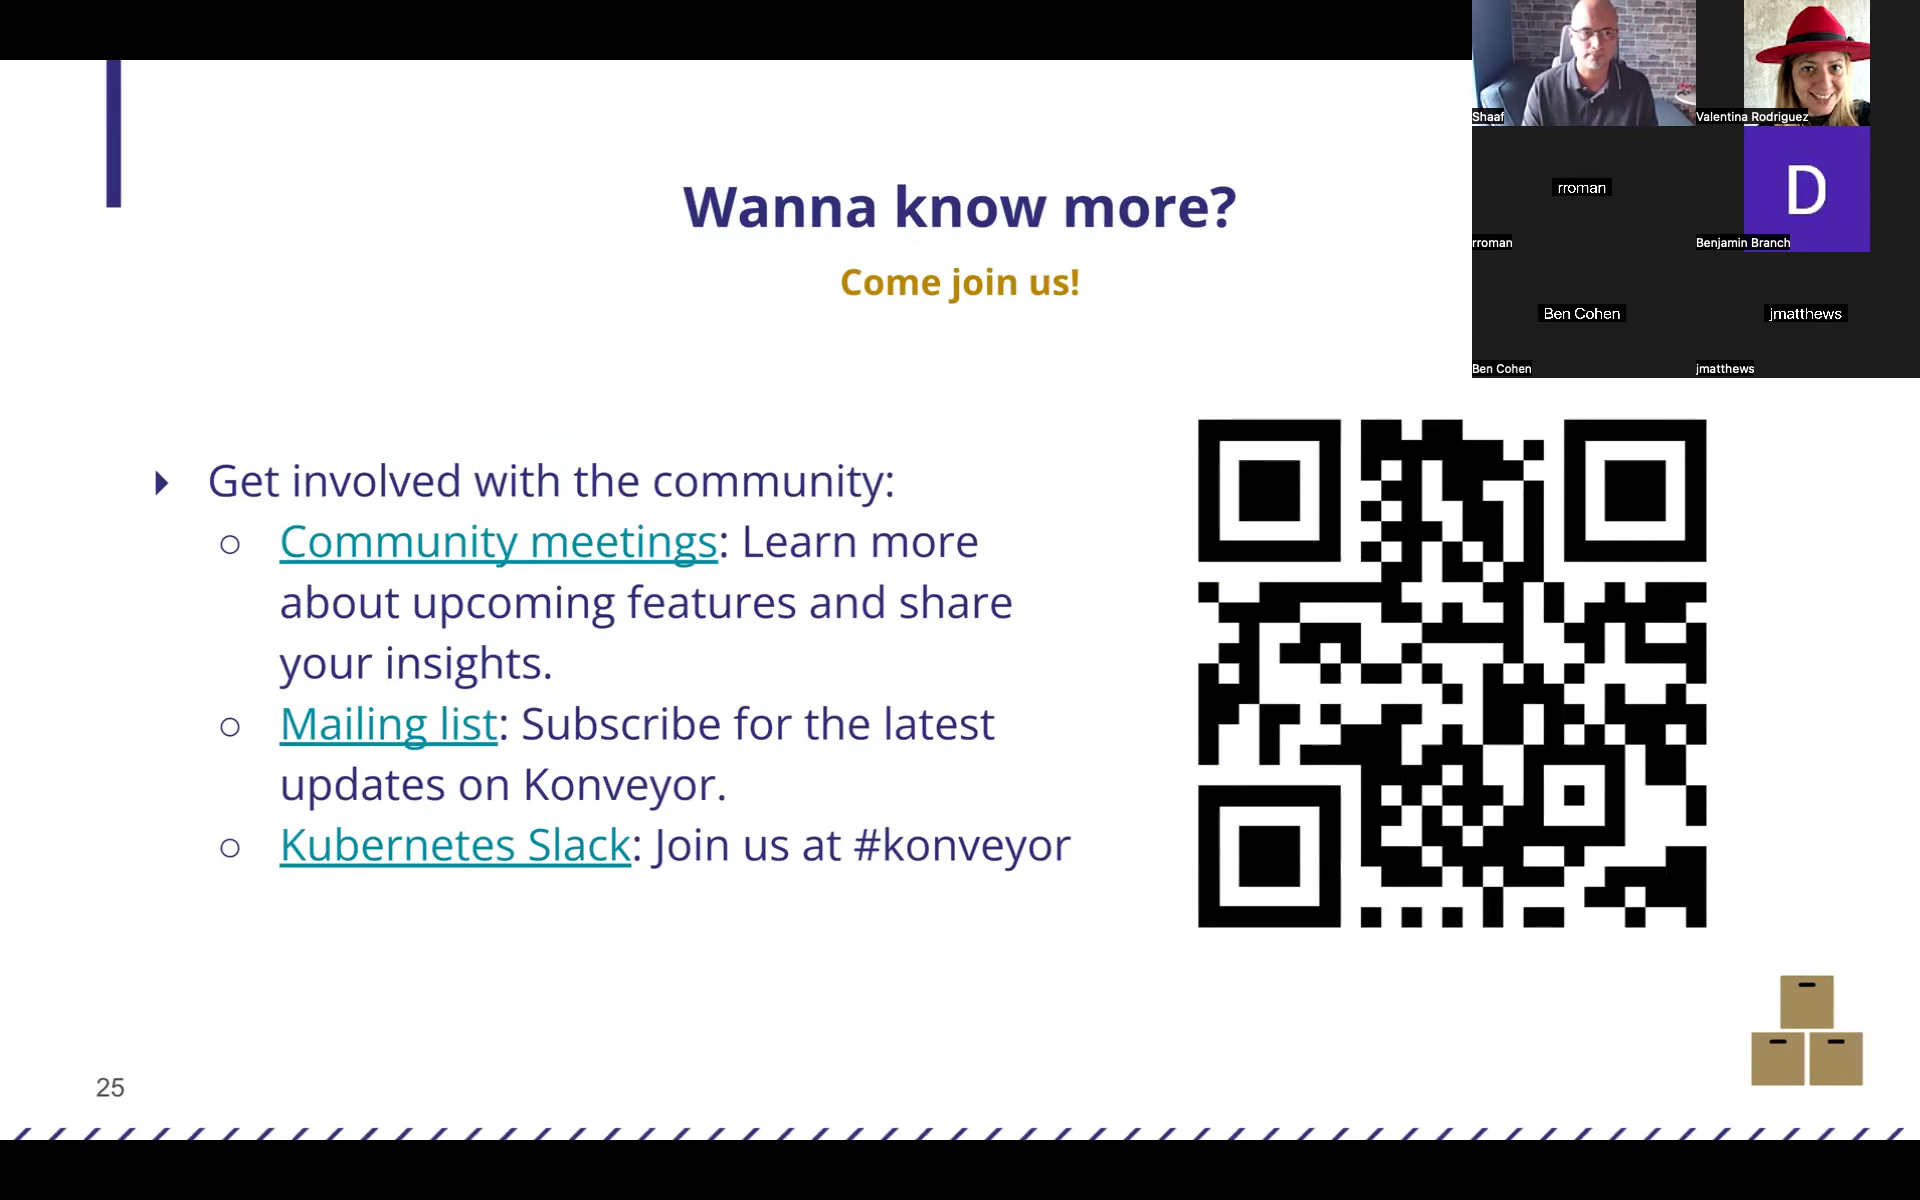 Wanna know more?
Come join us!
Get involved with the community:
Community meetings: Learn more
about upcoming features and share
your insights.
Mailing list: Subscribe for the latest
updates on Konveyor.
Kubernetes Slack: Join us at #konveyor
25
Shaaf
Valentina Rodriguez
rroman
D
rroman
Benjamin Branch
Ben Cohen
jmatthews
Ben Cohen
jmatthews